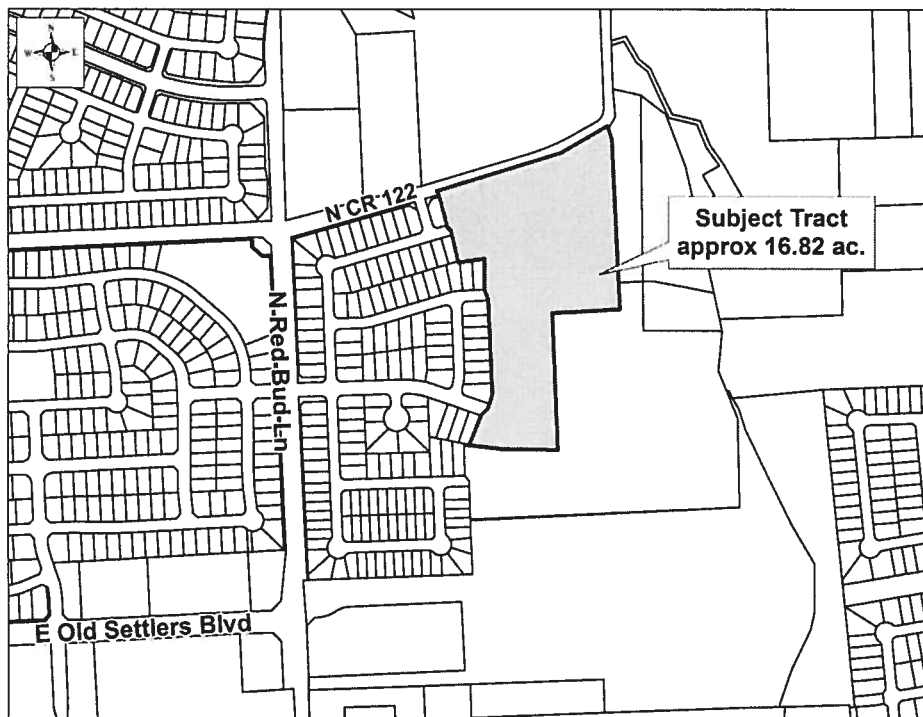 N
W E
S
N CR 122
Subject Tract
approx 16.82 ac.
N-Red-Bud-Ln
E Old Settlers Blvd